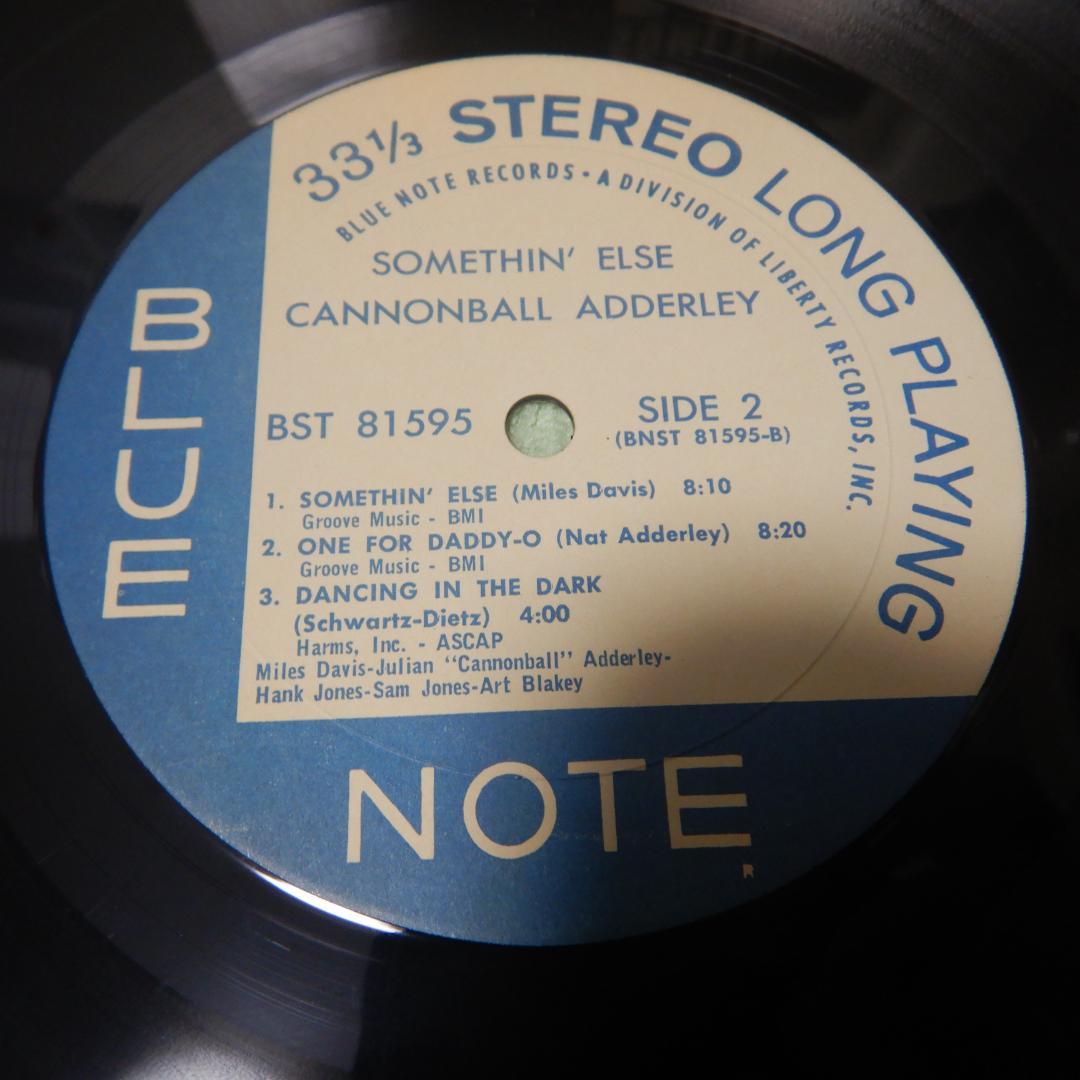 33⅓ STEREO LONG PLAYING
BLUE NOTE RECORDS • A DIVISION OF LIBERTY RECORDS, INC.
SOMETHIN' ELSE
CANNONBALL ADDERLEY
BST 81595
SIDE 2
(BNST 81595-B)
1. SOMETHIN' ELSE (Miles Davis) 8:10
Groove Music - BMI
2. ONE FOR DADDY-O (Nat Adderley) 8:20
Groove Music - BMI
3. DANCING IN THE DARK
(Schwartz-Dietz) 4:00
Harms, Inc. - ASCAP
Miles Davis-Julian "Cannonball" Adderley-
Hank Jones-Sam Jones-Art Blakey
BLUE
NOTE
R